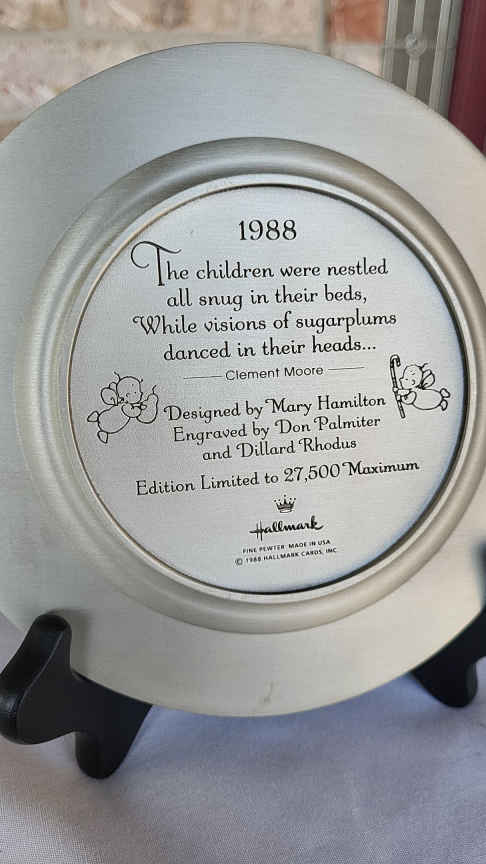 1988
The children were nestled
all snug in their beds,
While visions of sugarplums
danced in their heads...
Clement Moore
Designed by Mary Hamilton
Engraved by Don Palmiter
and Dillard Rhodus
Edition Limited to 27,500 Maximum
Hallmark
FINE PEWTER MADE IN USA
© 1988 HALLMARK CARDS, INC.